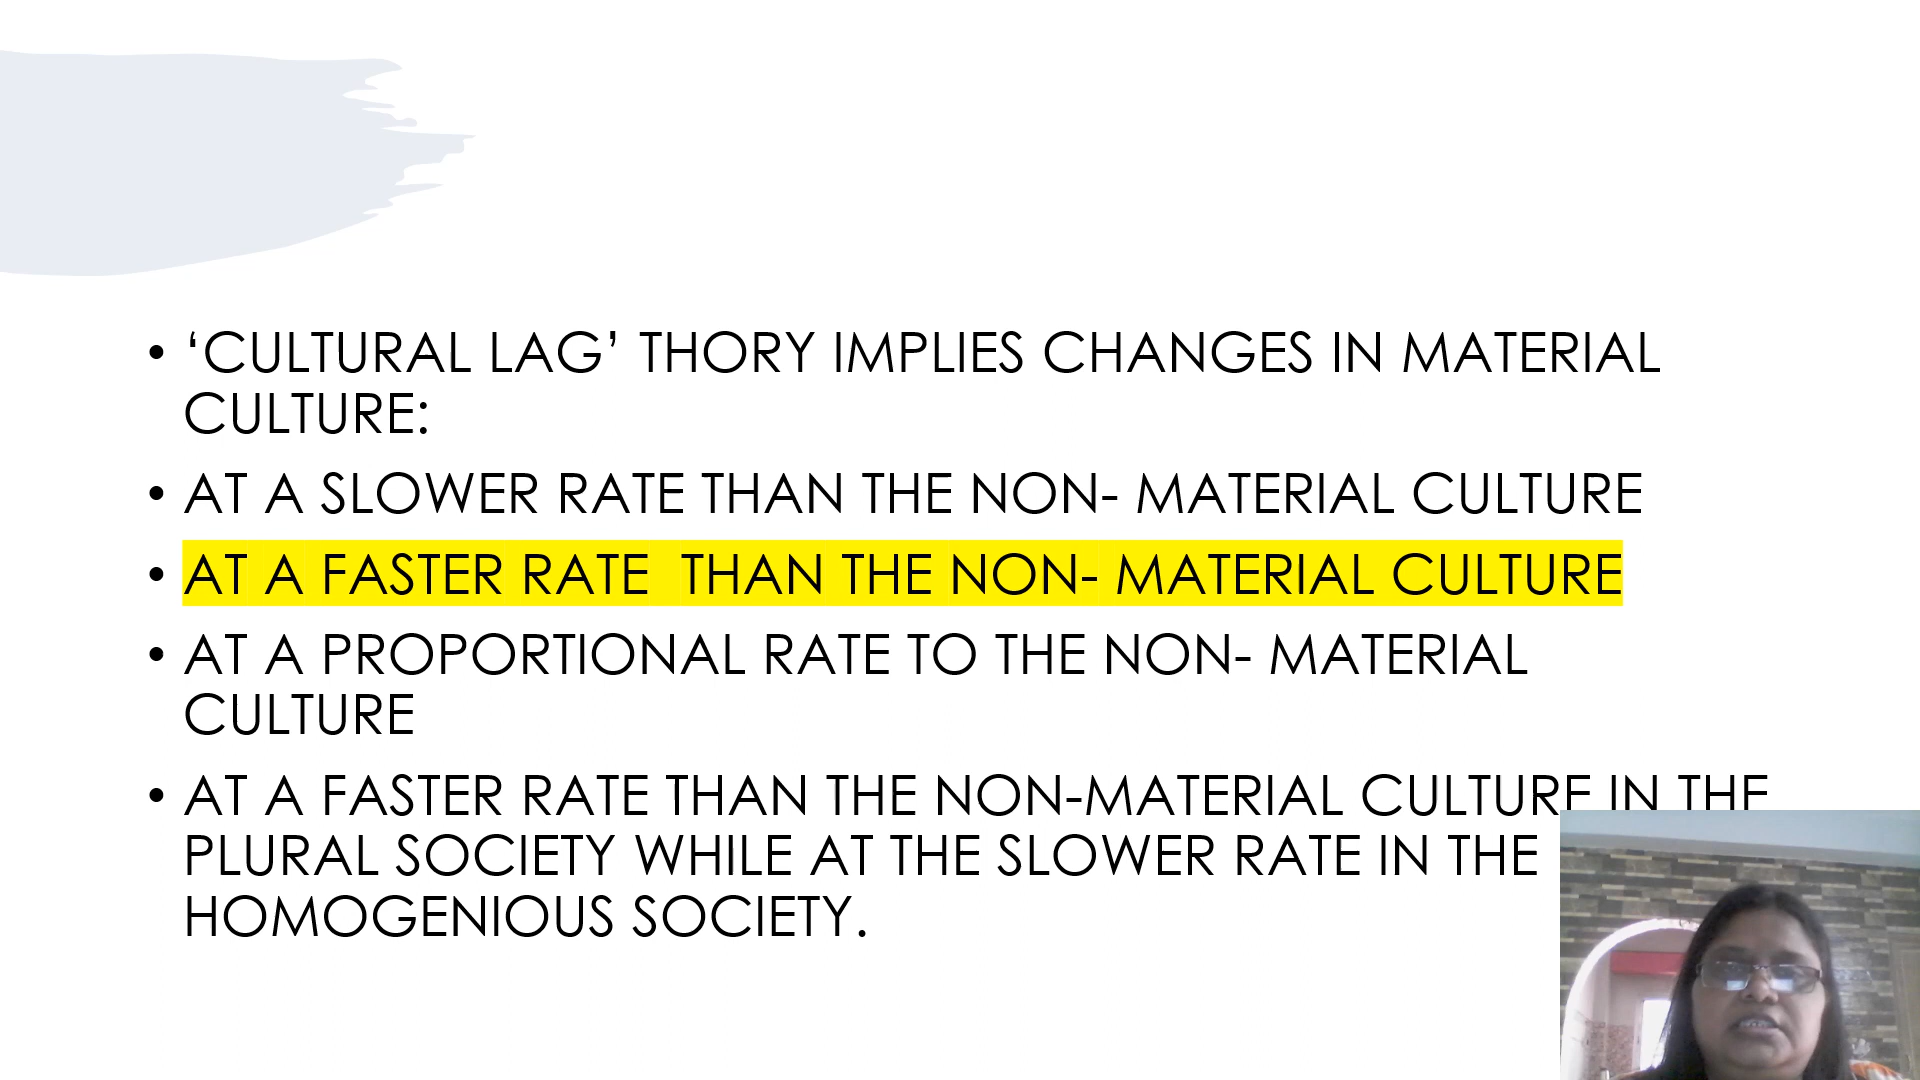 • ‘CULTURAL LAG’ THORY IMPLIES CHANGES IN MATERIAL
CULTURE:
• AT A SLOWER RATE THAN THE NON- MATERIAL CULTURE
• AT A FASTER RATE  THAN THE NON- MATERIAL CULTURE
• AT A PROPORTIONAL RATE TO THE NON- MATERIAL
CULTURE
• AT A FASTER RATE THAN THE NON-MATERIAL CULTURE IN THE
PLURAL SOCIETY WHILE AT THE SLOWER RATE IN THE
HOMOGENIOUS SOCIETY.